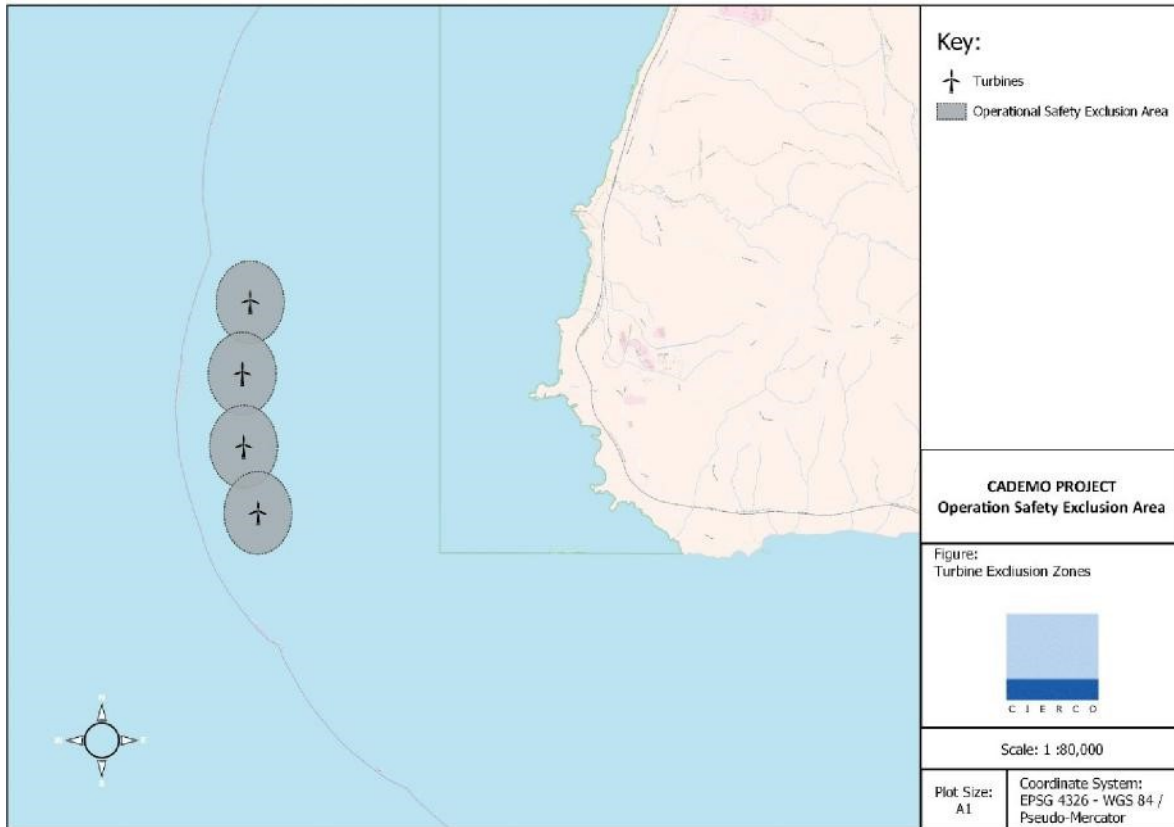 Key:
Turbines
Operational Safety Exclusion Area
CADEMO PROJECT
Operation Safety Exclusion Area
Figure:
Turbine Excliusion Zones
C I E R C O
Scale: 1 :80,000
Plot Size:
A1
Coordinate System:
EPSG 4326 - WGS 84 /
Pseudo-Mercator
N
W
E
S